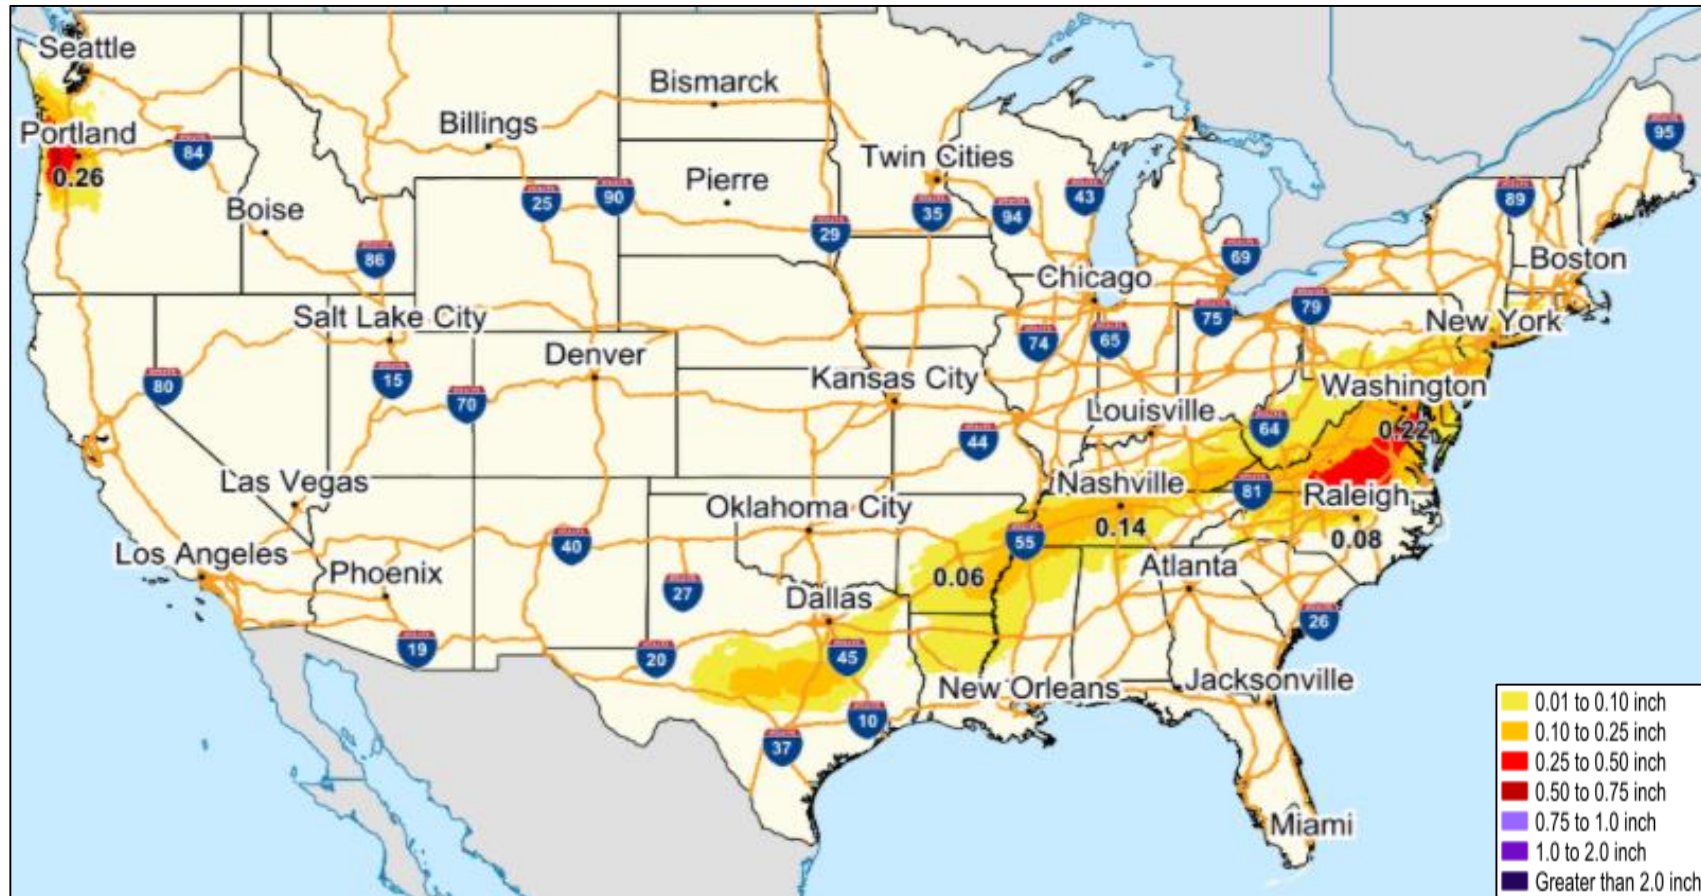 Seattle
Bismarck
Portland
Billings
95
84
Twin Cities
0.26
Pierre
Boise
25
90
35
94
43
89
29
86
69
Boston
Chicago
Salt Lake City
79
75
New York
Denver
74
65
80
15
Kansas City
Washington
70
Louisville
64
0.22
44
Las Vegas
Nashville
81
Raleigh
Oklahoma City
0.14
0.08
Los Angeles
40
55
Phoenix
0.06
Atlanta
27
Dallas
26
19
20
45
New Orleans
Jacksonville
10
37
Miami
0.01 to 0.10 inch
0.10 to 0.25 inch
0.25 to 0.50 inch
0.50 to 0.75 inch
0.75 to 1.0 inch
1.0 to 2.0 inch
Greater than 2.0 inch